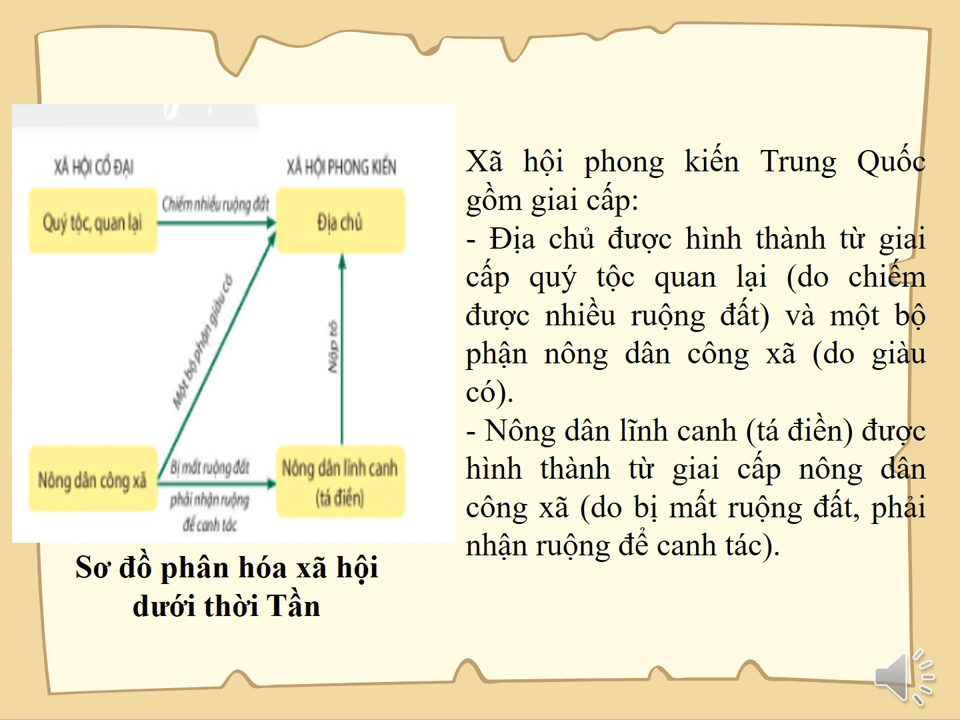 XÃ HỘI CỔ ĐẠI
XÃ HỘI PHONG KIẾN
Quý tộc, quan lại
Chiếm nhiều ruộng đất
Địa chủ
Một bộ phận giàu có
Nộp tô
Nông dân công xã
Bị mất ruộng đất
phải nhận ruộng
để canh tác
Nông dân lĩnh canh
(tá điền)
Sơ đồ phân hóa xã hội
dưới thời Tần
Xã hội phong kiến Trung Quốc
gồm giai cấp:
- Địa chủ được hình thành từ giai
cấp quý tộc quan lại (do chiếm
được nhiều ruộng đất) và một bộ
phận nông dân công xã (do giàu
có).
- Nông dân lĩnh canh (tá điền) được
hình thành từ giai cấp nông dân
công xã (do bị mất ruộng đất, phải
nhận ruộng để canh tác).